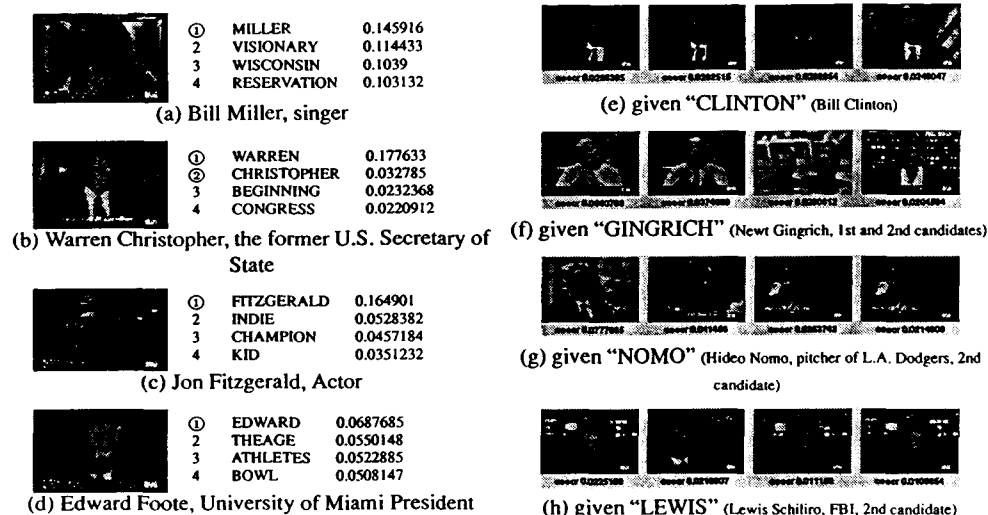 ① MILLER 0.145916
2 VISIONARY 0.114433
3 WISCONSIN 0.1039
4 RESERVATION 0.103132
(a) Bill Miller, singer
① WARREN 0.177633
② CHRISTOPHER 0.032785
3 BEGINNING 0.0232368
4 CONGRESS 0.0220912
(b) Warren Christopher, the former U.S. Secretary of
State
① FITZGERALD 0.164901
2 INDIE 0.0528382
3 CHAMPION 0.0457184
4 KID 0.0351232
(c) Jon Fitzgerald, Actor
① EDWARD 0.0687685
2 THEAGE 0.0550148
3 ATHLETES 0.0522885
4 BOWL 0.0508147
(d) Edward Foote, University of Miami President
(e) given “CLINTON” (Bill Clinton)
(f) given “GINGRICH” (Newt Gingrich, 1st and 2nd candidates)
(g) given “NOMO” (Hideo Nomo, pitcher of L.A. Dodgers, 2nd
candidate)
(h) given “LEWIS” (Lewis Schiliro, FBI, 2nd candidate)